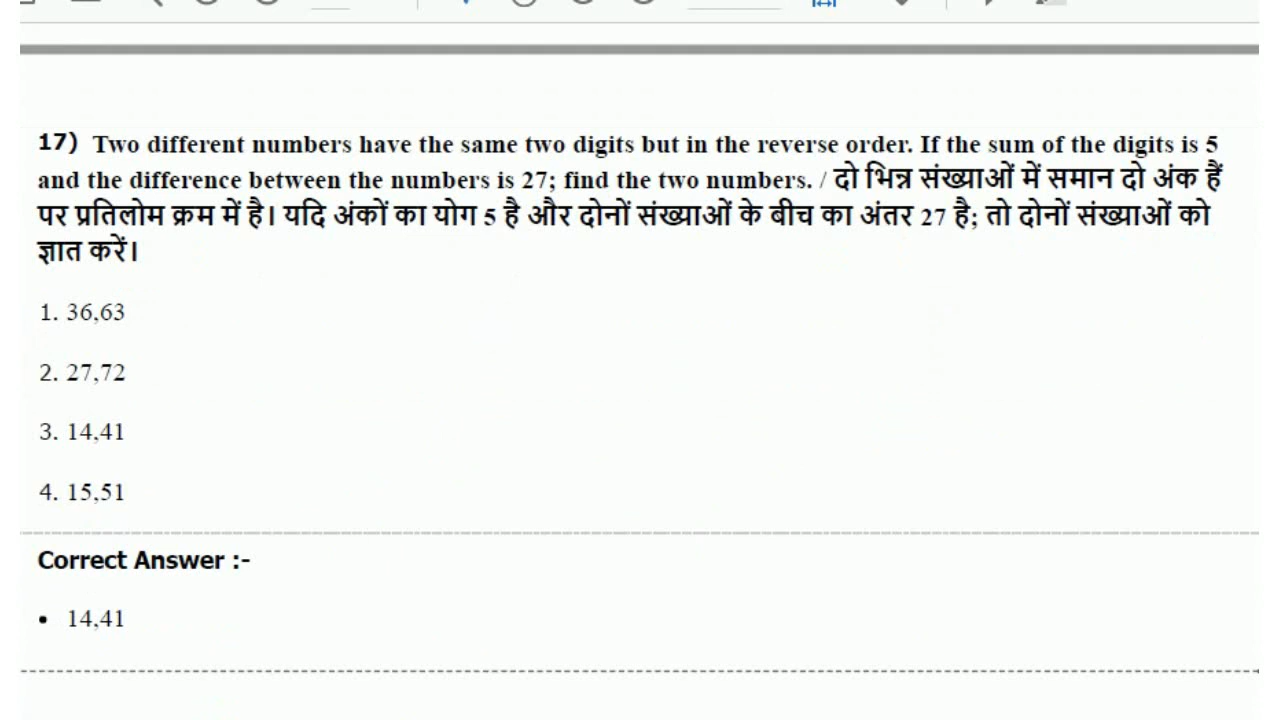 17) Two different numbers have the same two digits but in the reverse order. If the sum of the digits is 5
and the difference between the numbers is 27; find the two numbers. / दो भिन्न संख्याओं में समान दो अंक हैं
पर प्रतिलोम क्रम में है। यदि अंकों का योग 5 है और दोनों संख्याओं के बीच का अंतर 27 है; तो दोनों संख्याओं को
ज्ञात करें।
1. 36,63
2. 27,72
3. 14,41
4. 15,51
Correct Answer :-
• 14,41